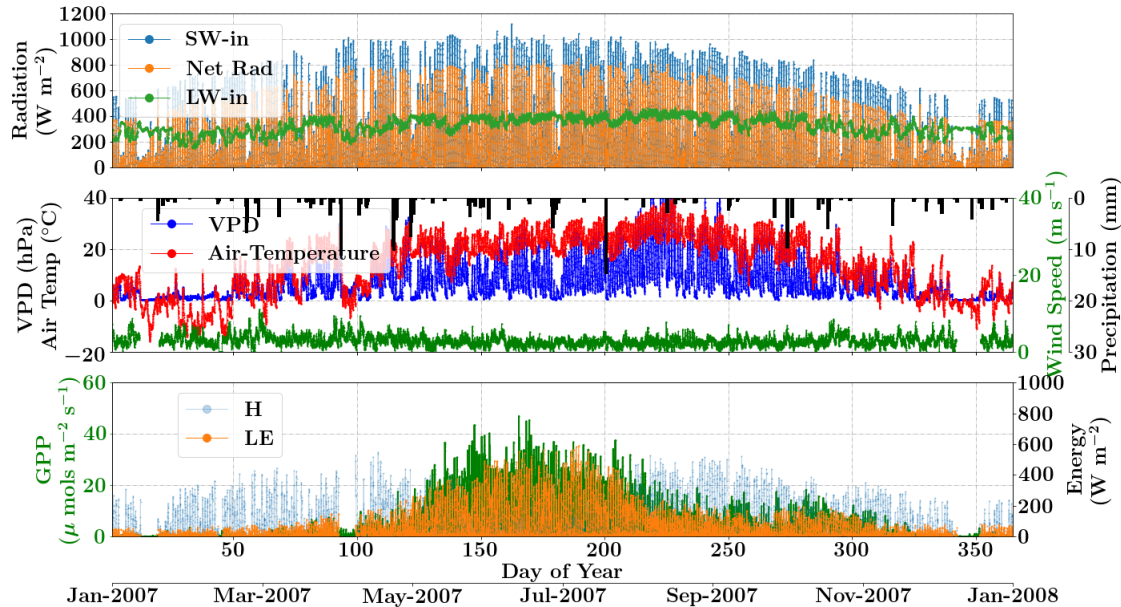 Radiation
(W m⁻²)
1200
1000
800
600
400
200
0
SW-in
Net Rad
LW-in
VPD (hPa)
Air Temp (°C)
40
20
0
−20
VPD
Air-Temperature
40
20
0
Wind Speed (m s⁻¹)
0
10
20
30
Precipitation (mm)
GPP
(μ mols m⁻² s⁻¹)
60
40
20
0
H
LE
1000
800
600
400
200
0
Energy
(W m⁻²)
50 100 150 200 250 300 350
Day of Year
Jan-2007 Mar-2007 May-2007 Jul-2007 Sep-2007 Nov-2007 Jan-2008